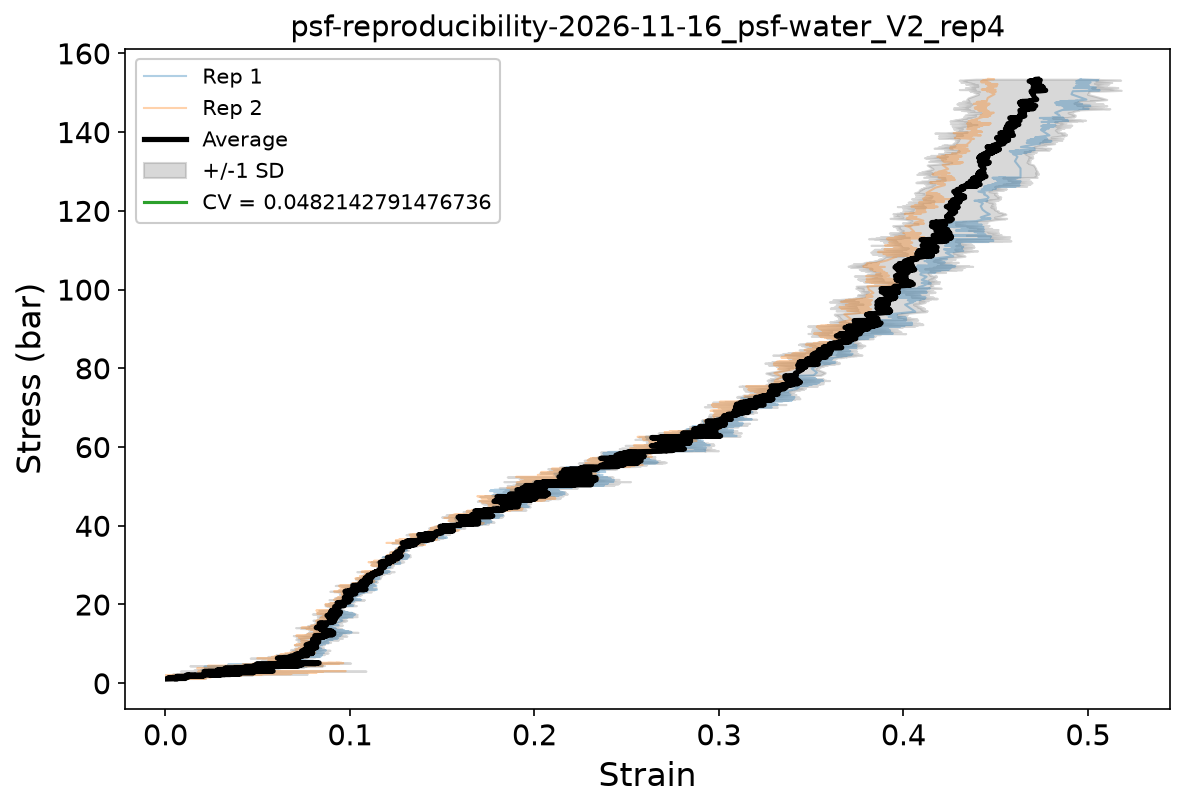 psf-reproducibility-2026-11-16_psf-water_V2_rep4
160
140
120
100
80
60
40
20
0
Stress (bar)
Rep 1
Rep 2
Average
+/-1 SD
CV = 0.0482142791476736
0.0 0.1 0.2 0.3 0.4 0.5
Strain